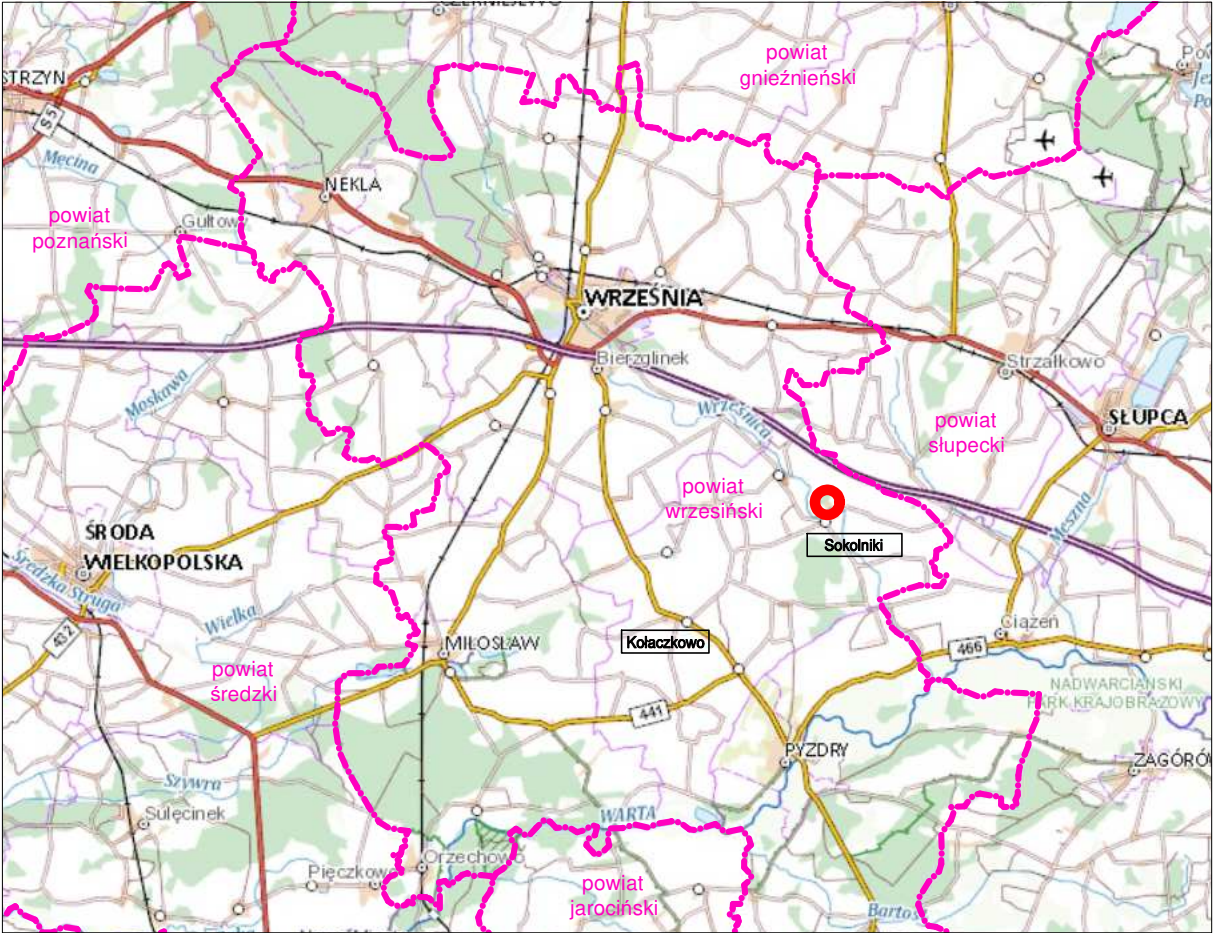 powiat
gnieźnieński
STRZYN
S5
Męcina
NEKLA
powiat
poznański
Gułtowy
WRZEŚNIA
Bierzglinek
Strzałkowo
Moskawa
Wrześnica
SŁUPCA
powiat
słupecki
powiat
wrzesiński
Sokolniki
Meszna
ŚRODA
WIELKOPOLSKA
Średzka Struga
Wielka
432
MIŁOSŁAW
Kołaczkowo
Ciążeń
466
powiat
średzki
NADWARCIAŃSKI
PARK KRAJOBRAZOWY
441
PYZDRY
ZAGÓRÓW
Szywra
Sulęcinek
WARTA
Orzechowo
Pięczkowo
powiat
jarociński
Bartos